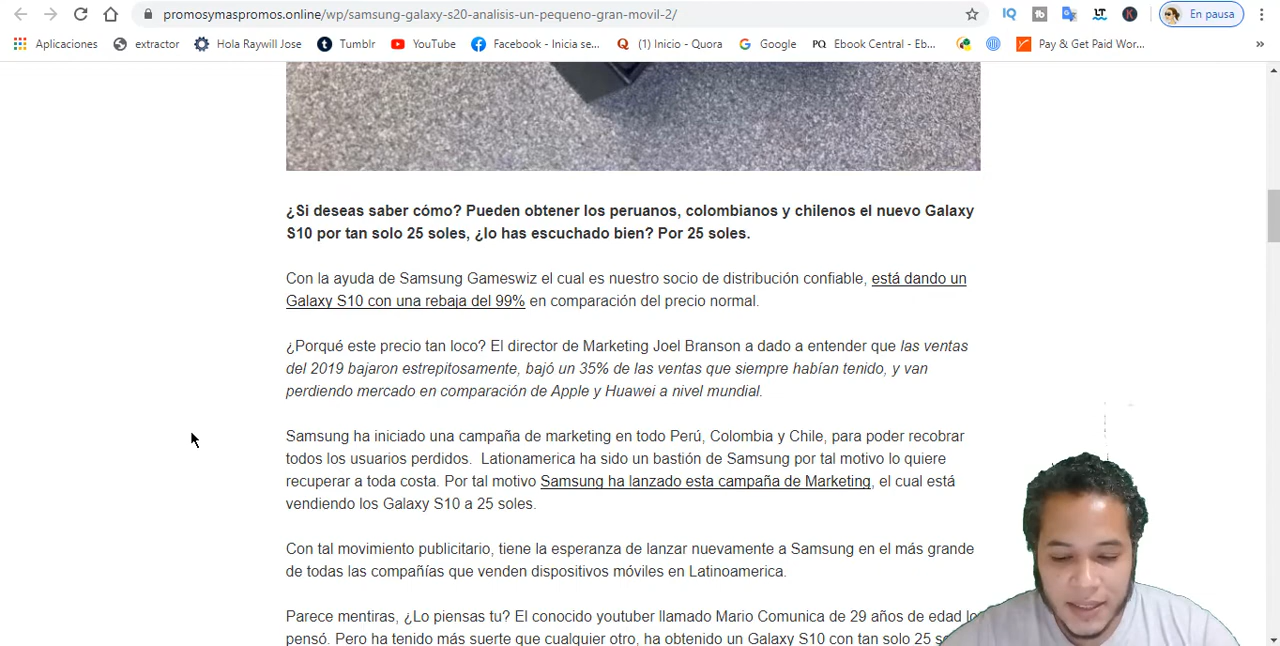 promosymaspromos.online/wp/samsung-galaxy-s20-analisis-un-pequeno-gran-movil-2/
IQ tb LT K En pausa
Aplicaciones extractor Hola Raywill Jose Tumblr YouTube Facebook - Inicia se... (1) Inicio - Quora Google PQ Ebook Central - Eb... Pay & Get Paid Wor... »
¿Si deseas saber cómo? Pueden obtener los peruanos, colombianos y chilenos el nuevo Galaxy
S10 por tan solo 25 soles, ¿lo has escuchado bien? Por 25 soles.
Con la ayuda de Samsung Gameswiz el cual es nuestro socio de distribución confiable, está dando un
Galaxy S10 con una rebaja del 99% en comparación del precio normal.
¿Porqué este precio tan loco? El director de Marketing Joel Branson a dado a entender que las ventas
del 2019 bajaron estrepitosamente, bajó un 35% de las ventas que siempre habían tenido, y van
perdiendo mercado en comparación de Apple y Huawei a nivel mundial.
Samsung ha iniciado una campaña de marketing en todo Perú, Colombia y Chile, para poder recobrar
todos los usuarios perdidos. Lationamerica ha sido un bastión de Samsung por tal motivo lo quiere
recuperar a toda costa. Por tal motivo Samsung ha lanzado esta campaña de Marketing, el cual está
vendiendo los Galaxy S10 a 25 soles.
Con tal movimiento publicitario, tiene la esperanza de lanzar nuevamente a Samsung en el más grande
de todas las compañías que venden dispositivos móviles en Latinoamerica.
Parece mentiras, ¿Lo piensas tu? El conocido youtuber llamado Mario Comunica de 29 años de edad lo
pensó. Pero ha tenido más suerte que cualquier otro, ha obtenido un Galaxy S10 con tan solo 25